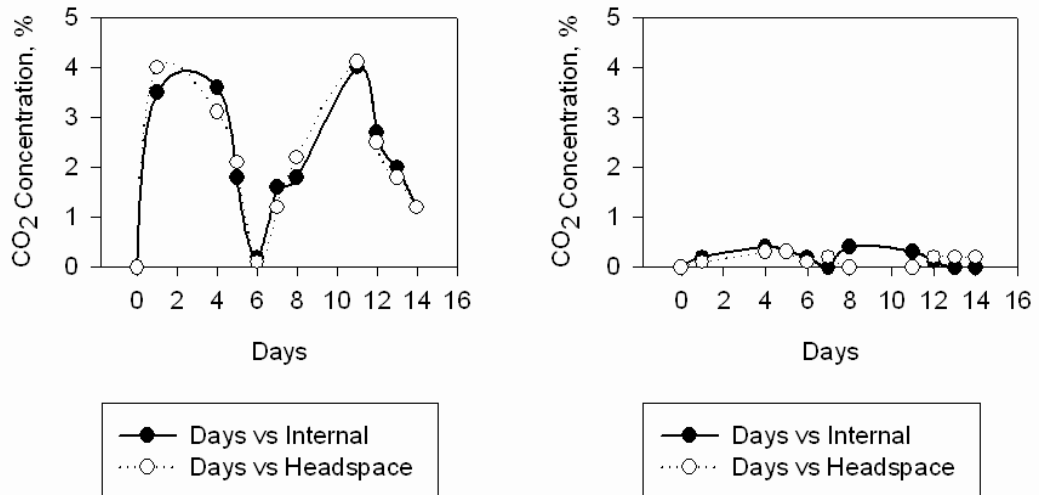 5
4
3
2
1
0
CO2 Concentration, %
0 2 4 6 8 10 12 14 16
Days
Days vs Internal
Days vs Headspace
5
4
3
2
1
0
CO2 Concentration, %
0 2 4 6 8 10 12 14 16
Days
Days vs Internal
Days vs Headspace